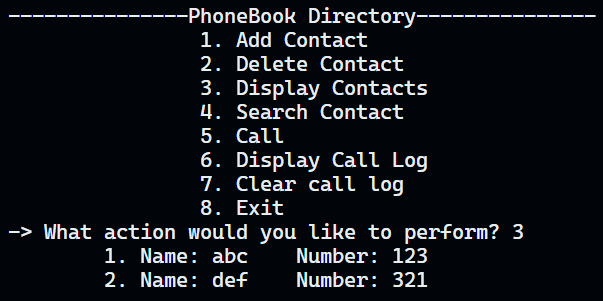 ---------------PhoneBook Directory---------------
1. Add Contact
2. Delete Contact
3. Display Contacts
4. Search Contact
5. Call
6. Display Call Log
7. Clear call log
8. Exit
-> What action would you like to perform? 3
1. Name: abc    Number: 123
2. Name: def    Number: 321